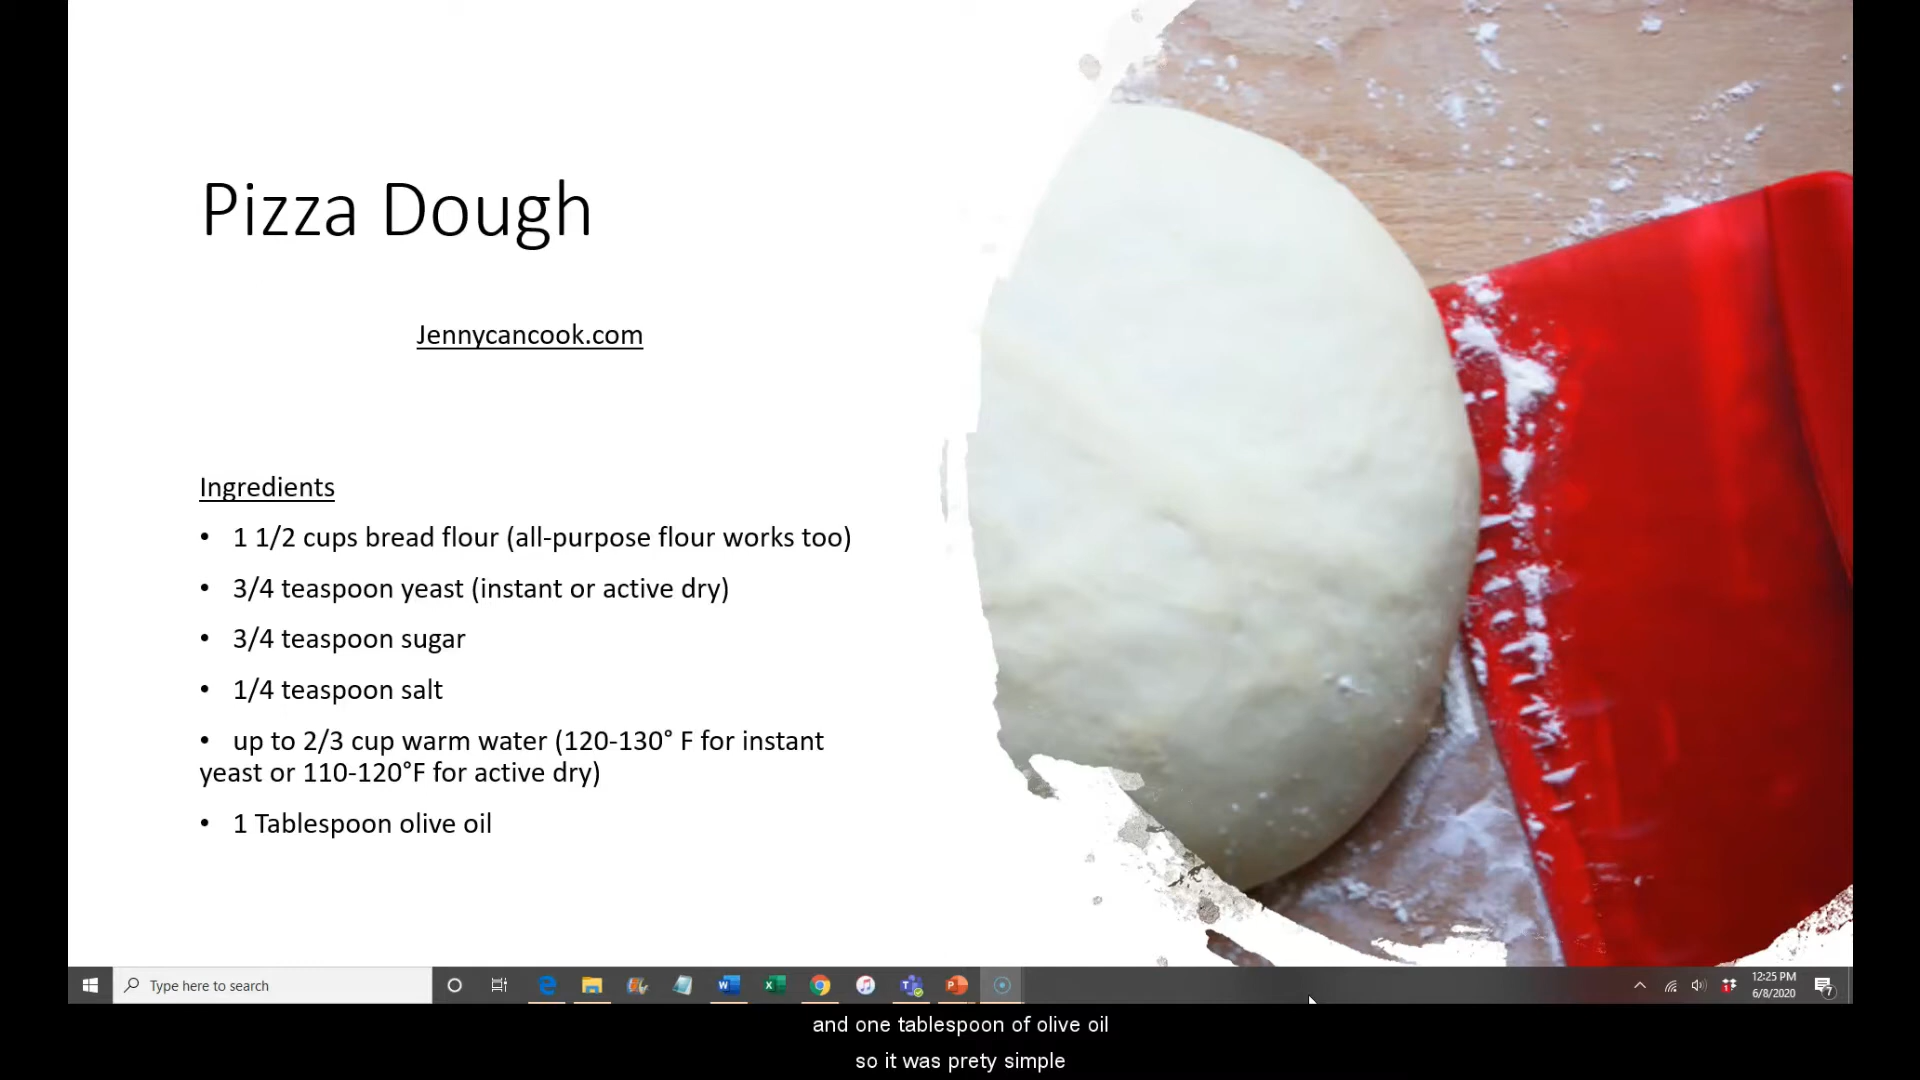 Pizza Dough
Jennycancook.com
Ingredients
• 1 1/2 cups bread flour (all-purpose flour works too)
• 3/4 teaspoon yeast (instant or active dry)
• 3/4 teaspoon sugar
• 1/4 teaspoon salt
• up to 2/3 cup warm water (120-130° F for instant
yeast or 110-120°F for active dry)
• 1 Tablespoon olive oil
Type here to search
12:25 PM
6/8/2020
7
and one tablespoon of olive oil
so it was prety simple